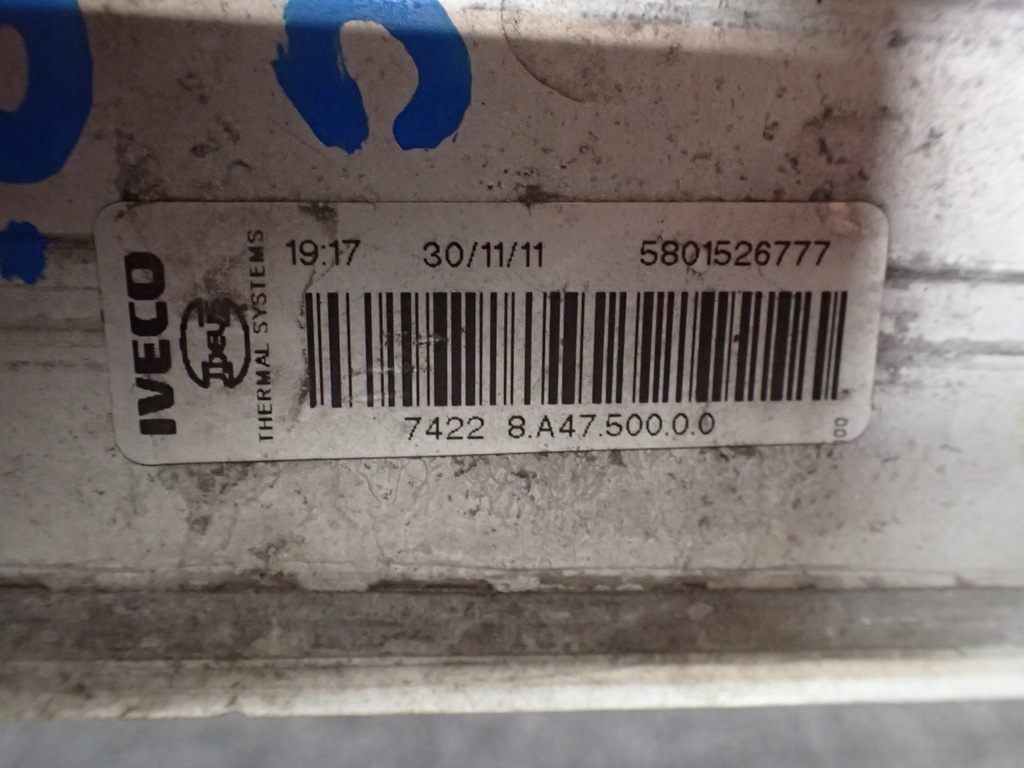 IVECO
THERMAL SYSTEMS
19:17 30/11/11 5801526777
7422 8.A47.500.0.0
00